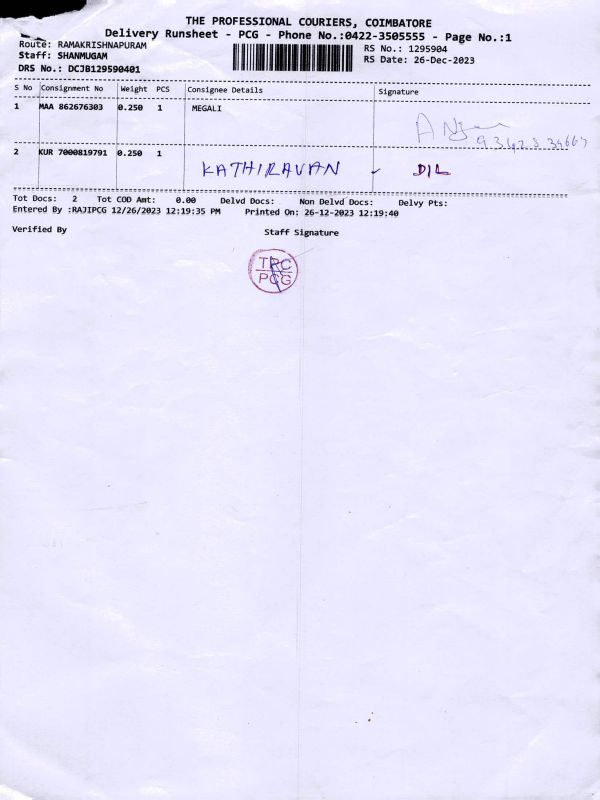 THE PROFESSIONAL COURIERS, COIMBATORE
Delivery Runsheet - PCG - Phone No.:0422-3505555 - Page No.:1
Route: RAMAKRISHNAPURAM
RS No.: 1295904
Staff: SHANMUGAM
RS Date: 26-Dec-2023
DRS No.: DCJB129590401
S No Consignment No Weight PCS Consignee Details Signature
1 MAA 862676303 0.250 1 MEGALI
2 KUR 7000819791 0.250 1 KATHIRAVAN - DIL
Tot Docs: 2 Tot COD Amt: 0.00 Delvd Docs: Non Delvd Docs: Delvy Pts:
Entered By :RAJIPCG 12/26/2023 12:19:35 PM Printed On: 26-12-2023 12:19:40
Verified By Staff Signature
TPC
PCG